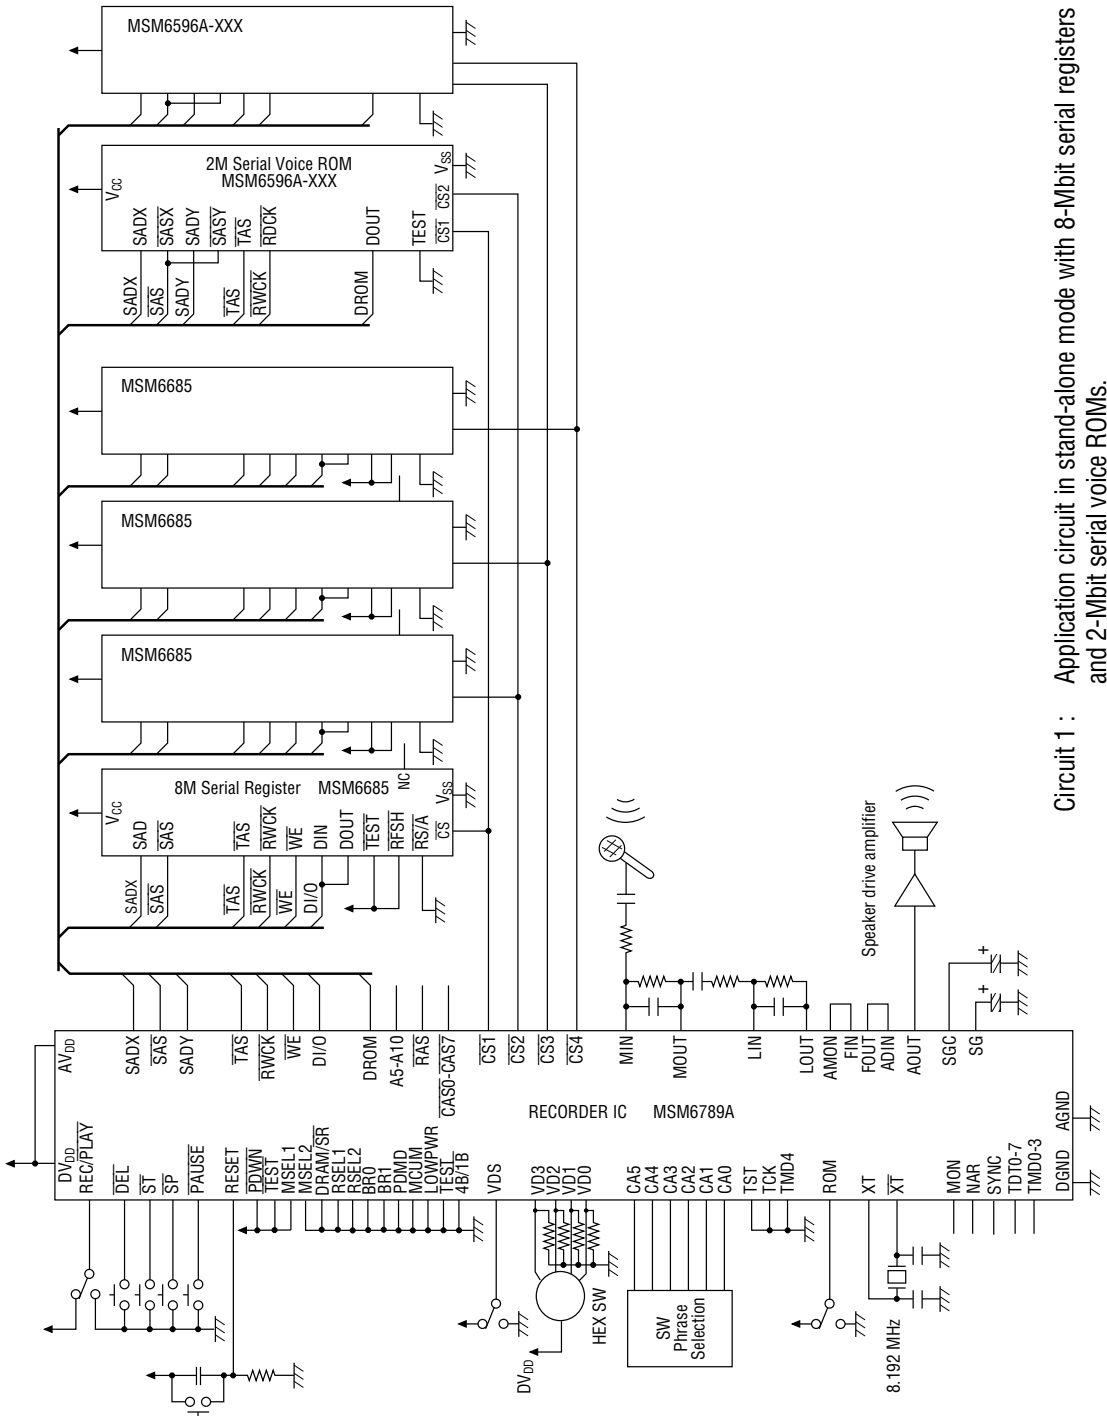 MSM6596A-XXX
2M Serial Voice ROM
MSM6596A-XXX
VCC
SADX
SASX
SADY
SASY
TAS
RDCK
DOUT
TEST
CS1
CS2
VSS
SADX
SAS
SADY
TAS
RWCK
DROM
MSM6685
MSM6685
MSM6685
8M Serial Register MSM6685
NC
VCC
SAD
SAS
TAS
RWCK
WE
DIN
DOUT
TEST
RFSH
RS/A
CS
VSS
SADX
SAS
TAS
RWCK
WE
DI/O
Speaker drive amplifier
+
+
AVDD
SADX
SAS
SADY
TAS
RWCK
WE
DI/O
DROM
A5-A10
RAS
CAS0-CAS7
CS1
CS2
CS3
CS4
MIN
MOUT
LIN
LOUT
AMON
FIN
FOUT
ADIN
AOUT
SGC
SG
RECORDER IC MSM6789A
DVDD
REC/PLAY
DEL
ST
SP
PAUSE
RESET
PDWN
TEST
MSEL1
MSEL2
DRAM/SR
RSEL1
RSEL2
BR0
BR1
PDMD
MCUM
LOWPWR
TEST
4B/1B
VDS
VD3
VD2
VD1
VD0
CA5
CA4
CA3
CA2
CA1
CA0
TST
TCK
TMD4
ROM
XT
XT
MON
NAR
SYNC
TDT0-7
TMD0-3
DGND
AGND
DVDD
HEX SW
SW
Phrase
Selection
8.192 MHz
Circuit 1 : Application circuit in stand-alone mode with 8-Mbit serial registers
and 2-Mbit serial voice ROMs.